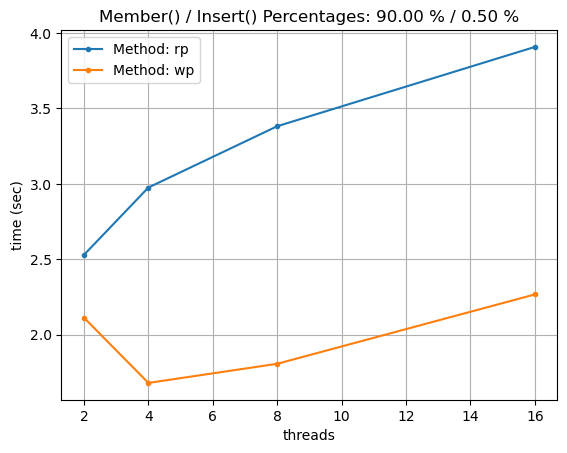 Member() / Insert() Percentages: 90.00 % / 0.50 %
Method: rp
Method: wp
4.0
3.5
3.0
2.5
2.0
time (sec)
2 4 6 8 10 12 14 16
threads